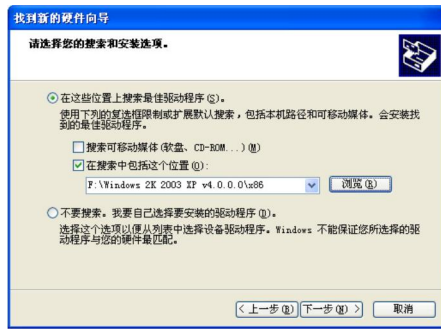 找到新的硬件向导
请选择您的搜索和安装选项。
在这些位置上搜索最佳驱动程序(S)。
使用下列的复选框限制或扩展默认搜索，包括本机路径和可移动媒体。会安装找
到的最佳驱动程序。
搜索可移动媒体(软盘、CD-ROM...)(M)
在搜索中包括这个位置(O):
F:\Windows 2K 2003 XP v4.0.0.0\x86
浏览(R)
不要搜索。我要自己选择要安装的驱动程序(D)。
选择这个选项以便从列表中选择设备驱动程序。Windows 不能保证您所选择的驱
动程序与您的硬件最匹配。
< 上一步(B) 下一步(N) > 取消